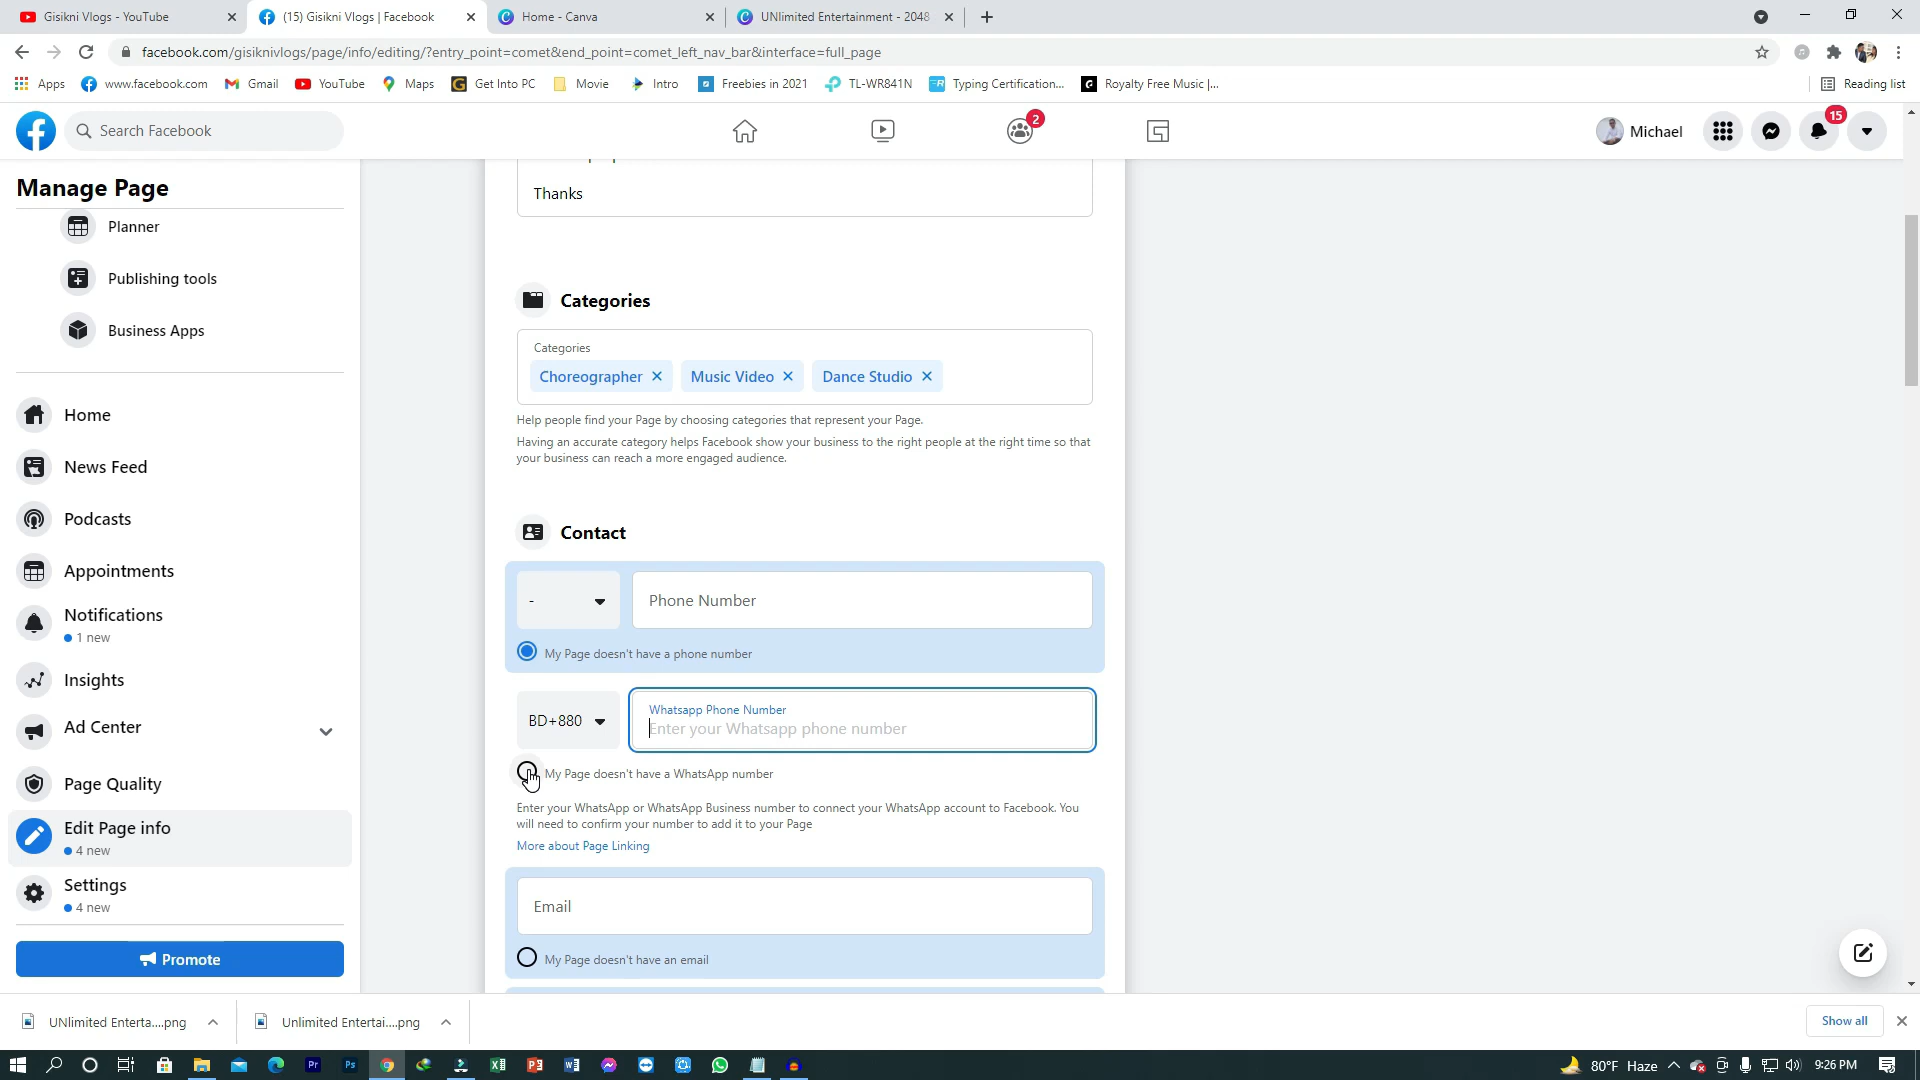 Gisikni Vlogs - YouTube
(15) Gisikni Vlogs | Facebook
Home - Canva
UNlimited Entertainment - 2048
facebook.com/gisiknivlogs/page/info/editing/?entry_point=comet&end_point=comet_left_nav_bar&interface=full_page
Apps
www.facebook.com
Gmail
YouTube
Maps
Get Into PC
Movie
Intro
Freebies in 2021
TL-WR841N
Typing Certification...
Royalty Free Music |...
Reading list
Search Facebook
2
Michael
15
Manage Page
Planner
Publishing tools
Business Apps
Home
News Feed
Podcasts
Appointments
Notifications
1 new
Insights
Ad Center
Page Quality
Edit Page info
4 new
Settings
4 new
Promote
Thanks
Categories
Categories
Choreographer
Music Video
Dance Studio
Help people find your Page by choosing categories that represent your Page.
Having an accurate category helps Facebook show your business to the right people at the right time so that
your business can reach a more engaged audience.
Contact
-
Phone Number
My Page doesn't have a phone number
BD+880
Whatsapp Phone Number
Enter your Whatsapp phone number
My Page doesn't have a WhatsApp number
Enter your WhatsApp or WhatsApp Business number to connect your WhatsApp account to Facebook. You
will need to confirm your number to add it to your Page
More about Page Linking
Email
My Page doesn't have an email
UNlimited Enterta....png
Unlimited Entertai....png
Show all
80°F Haze
9:26 PM